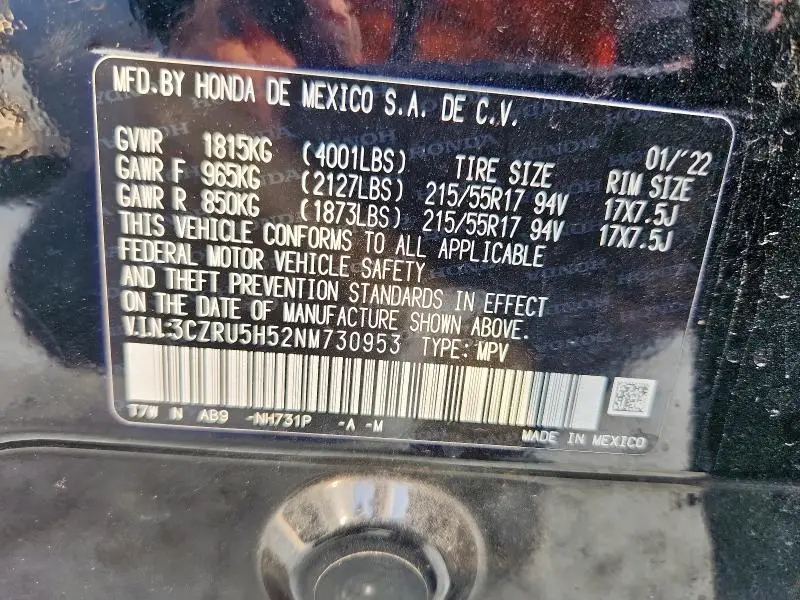 MFD.BY HONDA DE MEXICO S.A. DE C.V.
01/'22
GVWR 1815KG (4001LBS) TIRE SIZE RIM SIZE
GAWR F 965KG (2127LBS) 215/55R17 94V 17X7.5J
GAWR R 850KG (1873LBS) 215/55R17 94V 17X7.5J
THIS VEHICLE CONFORMS TO ALL APPLICABLE
FEDERAL MOTOR VEHICLE SAFETY
AND THEFT PREVENTION STANDARDS IN EFFECT
ON THE DATE OF MANUFACTURE SHOWN ABOVE.
V.I.N:3CZRU5H52NM730953 TYPE: MPV
T7W N AB9 -NH731P -A -M
MADE IN MEXICO